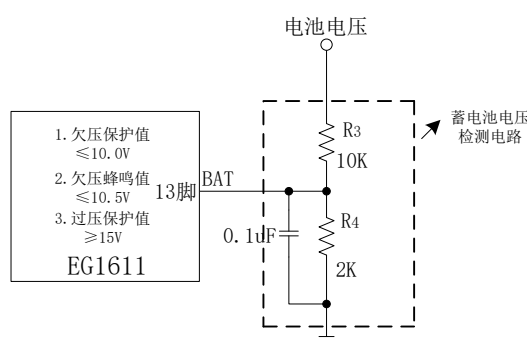 电池电压
蓄电池电压
检测电路
1.欠压保护值
≤10.0V
2.欠压蜂鸣值
≤10.5V
3.过压保护值
≥15V
13脚
BAT
EG1611
R3
10K
0.1uF
R4
2K